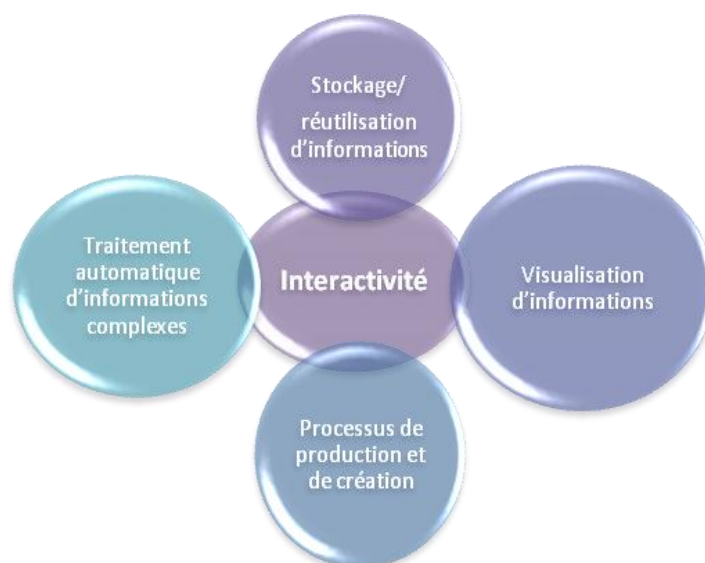 Stockage/
réutilisation
d’informations
Traitement
automatique
d’informations
complexes
Interactivité
Visualisation
d’informations
Processus de
production et
de création